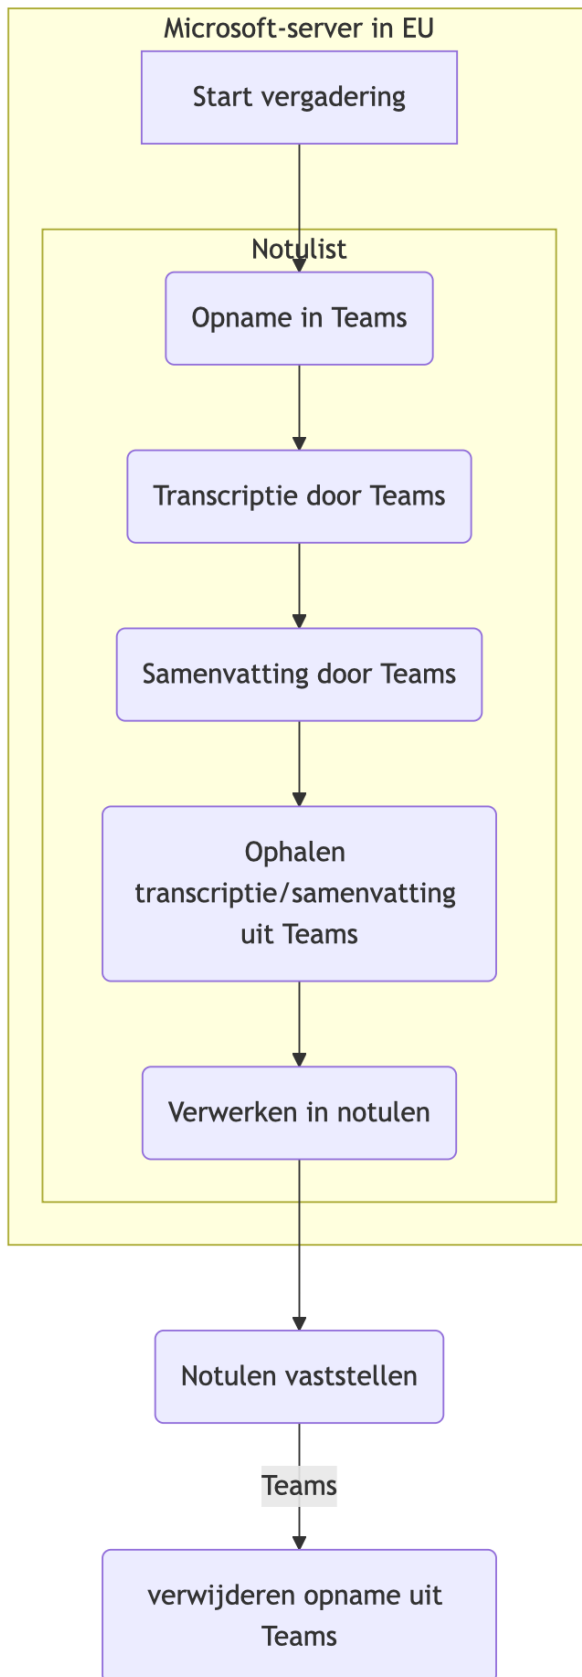 Microsoft-server in EU
Start vergadering
Notulist
Opname in Teams
Transcriptie door Teams
Samenvatting door Teams
Ophalen
transcriptie/samenvatting
uit Teams
Verwerken in notulen
Notulen vaststellen
Teams
verwijderen opname uit
Teams